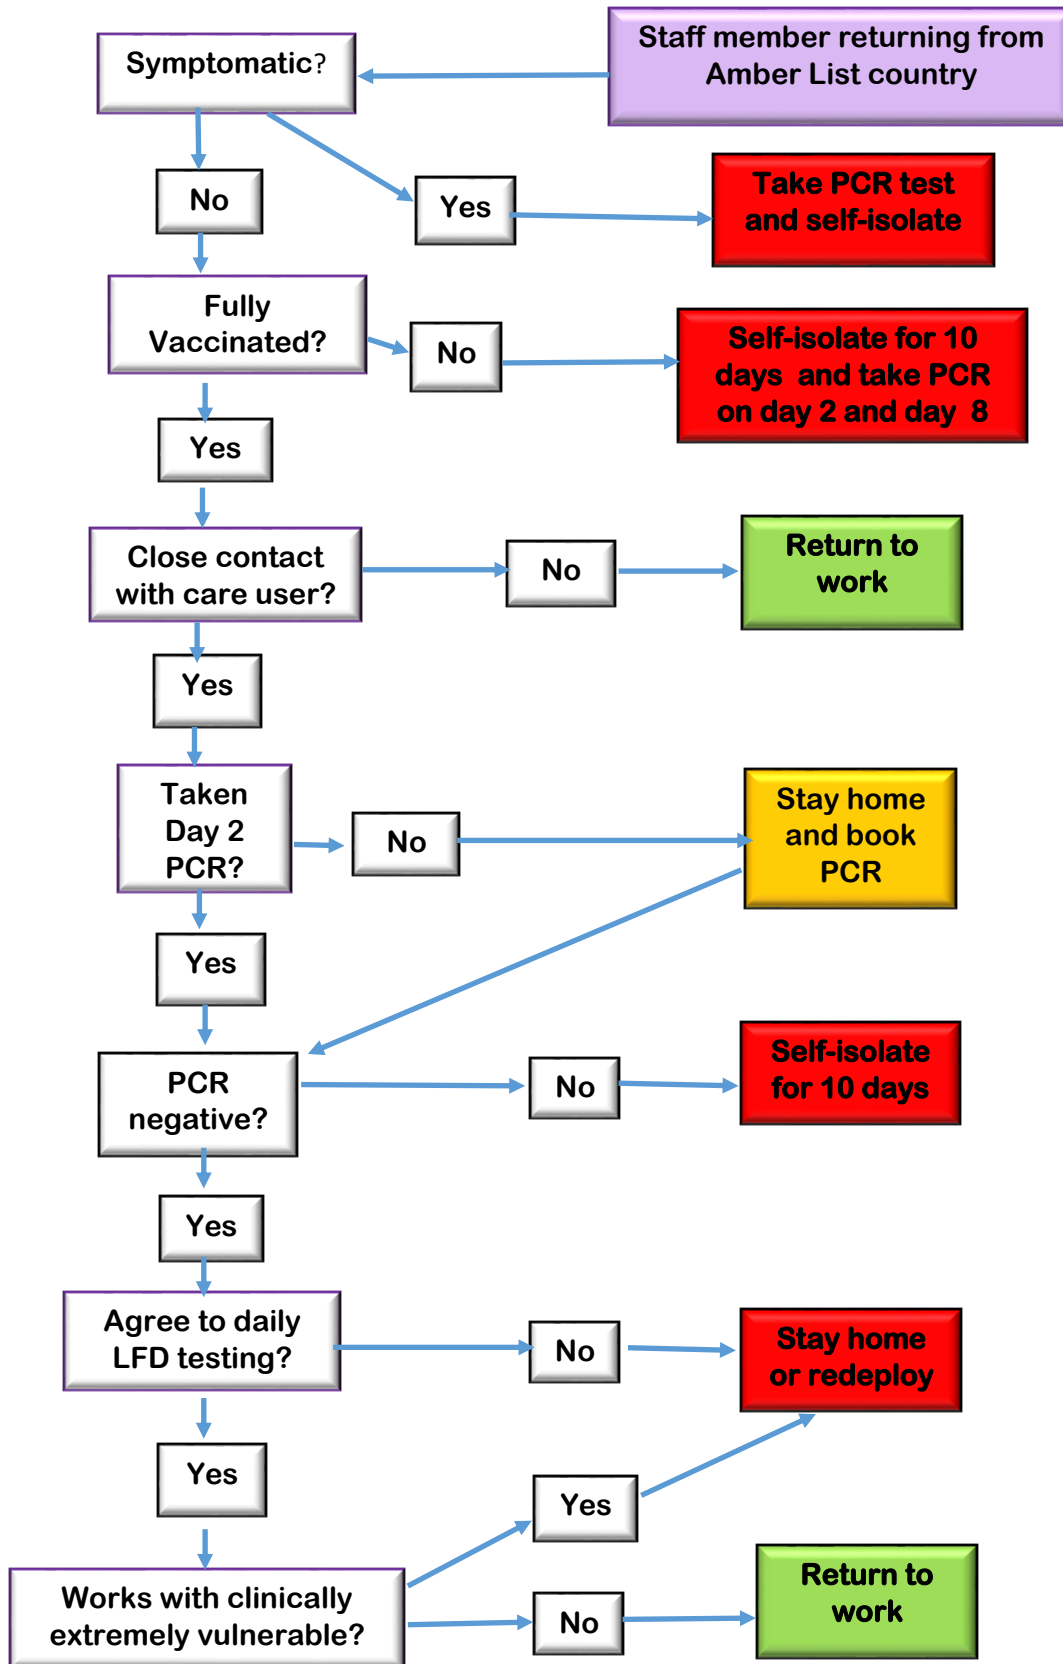 Staff member returning from
Amber List country
Symptomatic?
No
Yes
Take PCR test
and self-isolate
Fully
Vaccinated?
No
Self-isolate for 10
days and take PCR
on day 2 and day 8
Yes
Close contact
with care user?
No
Return to
work
Yes
Taken
Day 2
PCR?
No
Stay home
and book
PCR
Yes
PCR
negative?
No
Self-isolate
for 10 days
Yes
Agree to daily
LFD testing?
No
Stay home
or redeploy
Yes
Works with clinically
extremely vulnerable?
Yes
No
Return to
work